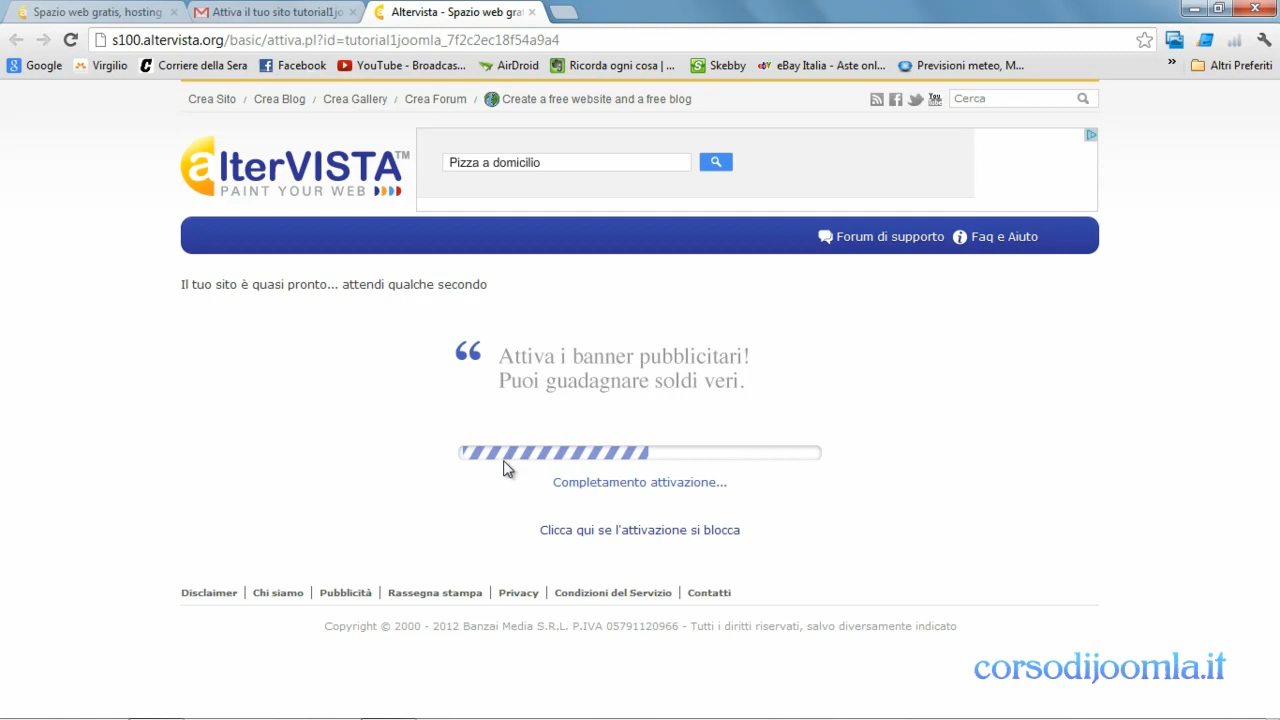 Spazio web gratis, hosting
Attiva il tuo sito tutorial1jo
Altervista - Spazio web grat
s100.altervista.org/basic/attiva.pl?id=tutorial1joomla_7f2c2ec18f54a9a4
Google
Virgilio
Corriere della Sera
Facebook
YouTube - Broadcas...
AirDroid
Ricorda ogni cosa | ...
Skebby
eBay Italia - Aste onl...
Previsioni meteo, M...
»
Altri Preferiti
Crea Sito / Crea Blog / Crea Gallery / Crea Forum / Create a free website and a free blog
You Tube
Cerca
alterVISTA™
PAINT YOUR WEB
Pizza a domicilio
Forum di supporto
Faq e Aiuto
Il tuo sito è quasi pronto... attendi qualche secondo
“ Attiva i banner pubblicitari!
Puoi guadagnare soldi veri.
Completamento attivazione...
Clicca qui se l'attivazione si blocca
Disclaimer | Chi siamo | Pubblicità | Rassegna stampa | Privacy | Condizioni del Servizio | Contatti
Copyright © 2000 - 2012 Banzai Media S.R.L. P.IVA 05791120966 - Tutti i diritti riservati, salvo diversamente indicato
corsodijoomla.it